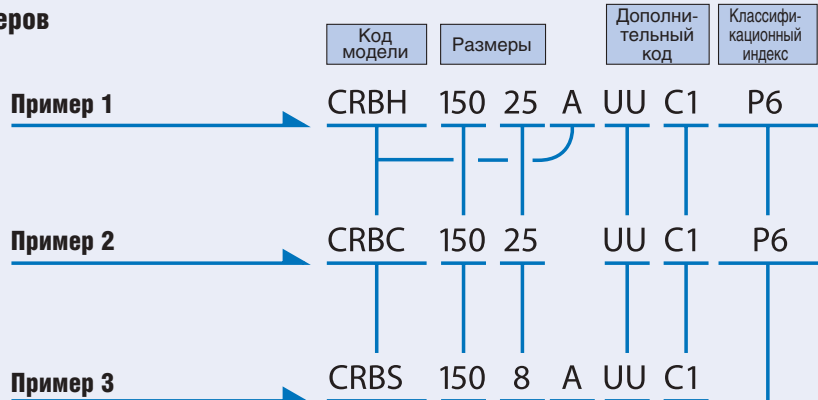 еров
Код
модели
Размеры
Дополни-
тельный
код
Классифи-
кационный
индекс
Пример 1 CRBH 150 25 A UU C1 P6
Пример 2 CRBC 150 25 UU C1 P6
Пример 3 CRBS 150 8 A UU C1